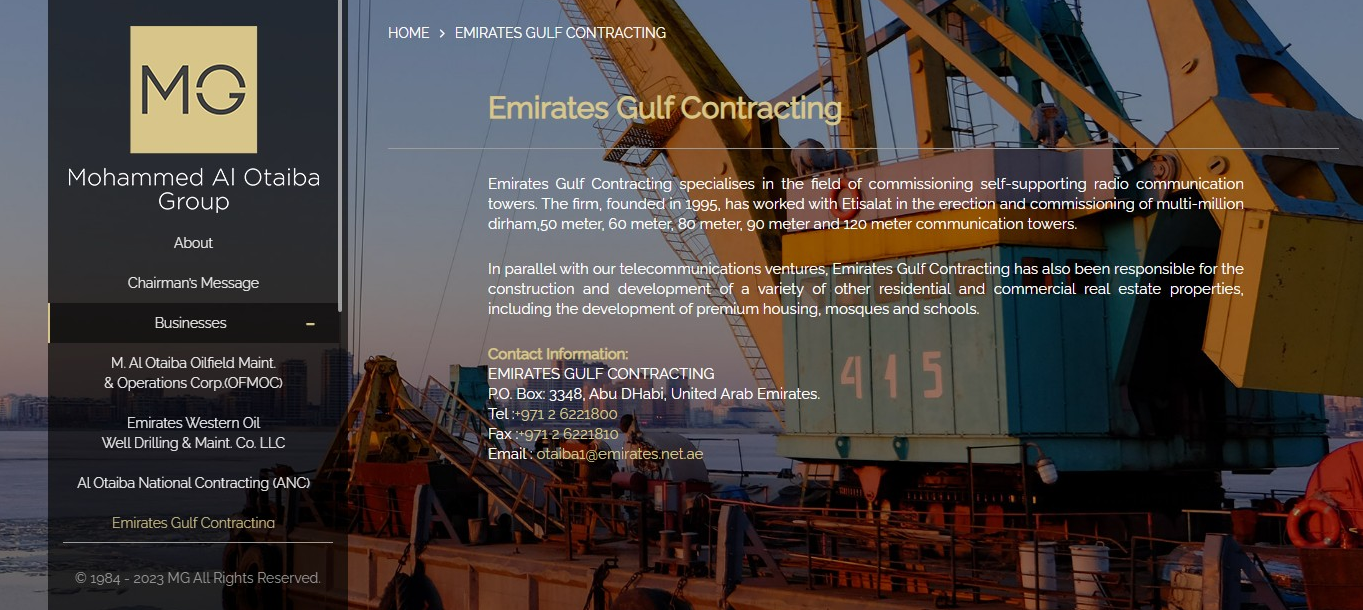 MG
Mohammed Al Otaiba
Group
About
Chairman's Message
Businesses –
M. Al Otaiba Oilfield Maint.
& Operations Corp.(OFMOC)
Emirates Western Oil
Well Drilling & Maint. Co. LLC
Al Otaiba National Contracting (ANC)
Emirates Gulf Contracting
© 1984 - 2023 MG All Rights Reserved.
HOME > EMIRATES GULF CONTRACTING
Emirates Gulf Contracting
Emirates Gulf Contracting specialises in the field of commissioning self-supporting radio communication
towers. The firm, founded in 1995, has worked with Etisalat in the erection and commissioning of multi-million
dirham,50 meter, 60 meter, 80 meter, 90 meter and 120 meter communication towers.
In parallel with our telecommunications ventures, Emirates Gulf Contracting has also been responsible for the
construction and development of a variety of other residential and commercial real estate properties,
including the development of premium housing, mosques and schools.
Contact Information:
EMIRATES GULF CONTRACTING
P.O. Box: 3348, Abu DHabi, United Arab Emirates.
Tel :+971 2 6221800
Fax :+971 2 6221810
Email : otaiba1@emirates.net.ae
415